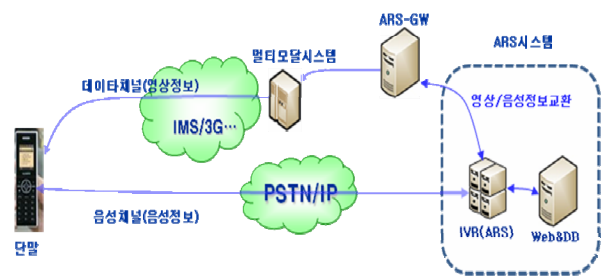 ARS-GW
ARS시스템
멀티모달시스템
데이타채널(영상정보)
영상/음성정보교환
IMS/3G…
PSTN/IP
음성채널(음성정보)
단말
IVR(ARS)
Web&DB